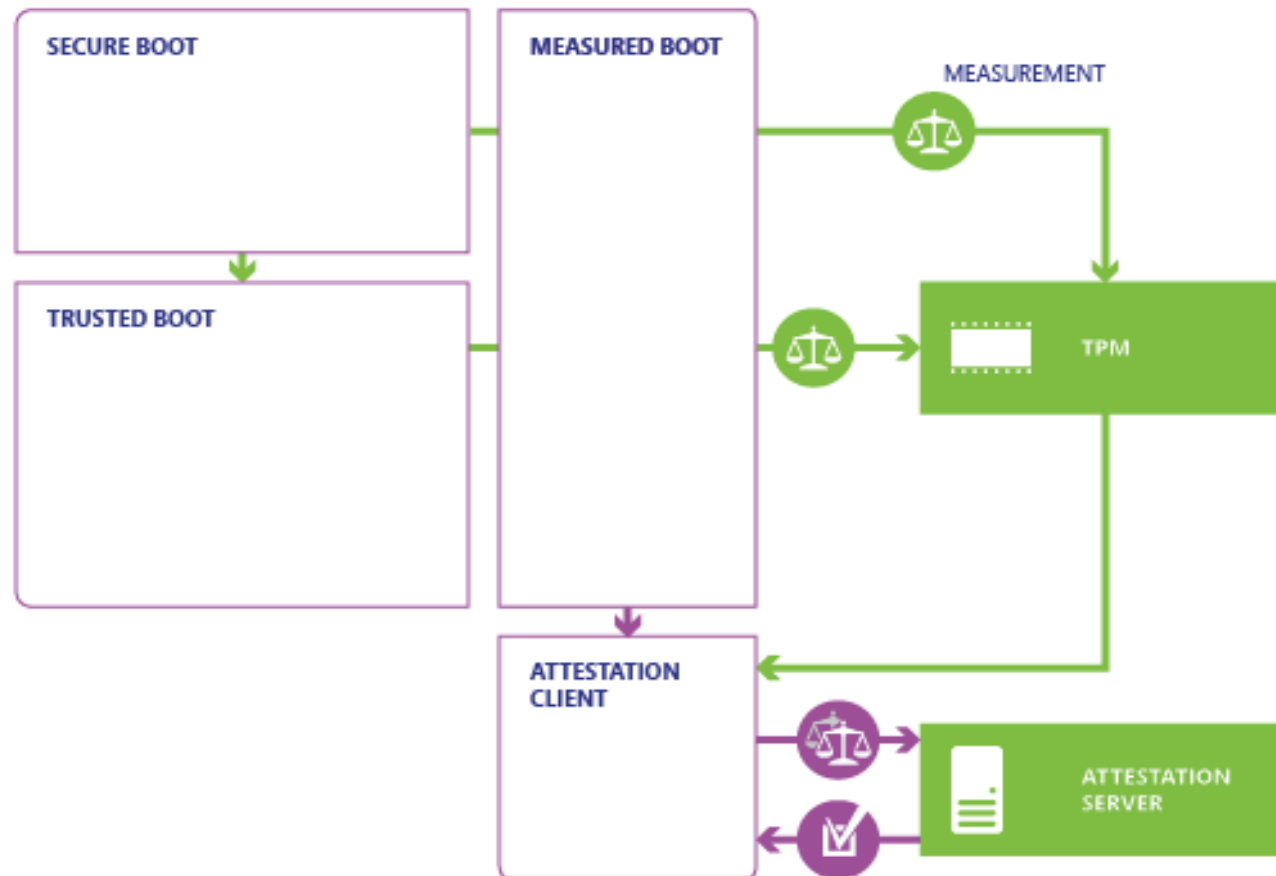 SECURE BOOT
MEASURED BOOT
MEASUREMENT
TRUSTED BOOT
TPM
ATTESTATION
CLIENT
ATTESTATION
SERVER